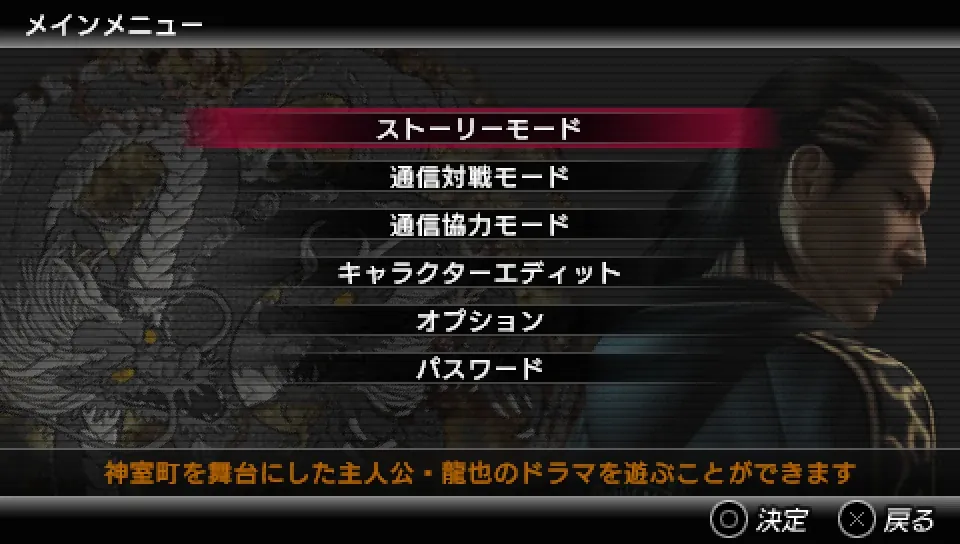 メインメニュー
ストーリーモード
通信対戦モード
通信協力モード
キャラクターエディット
オプション
パスワード
神室町を舞台にした主人公・龍也のドラマを遊ぶことができます
決定 戻る